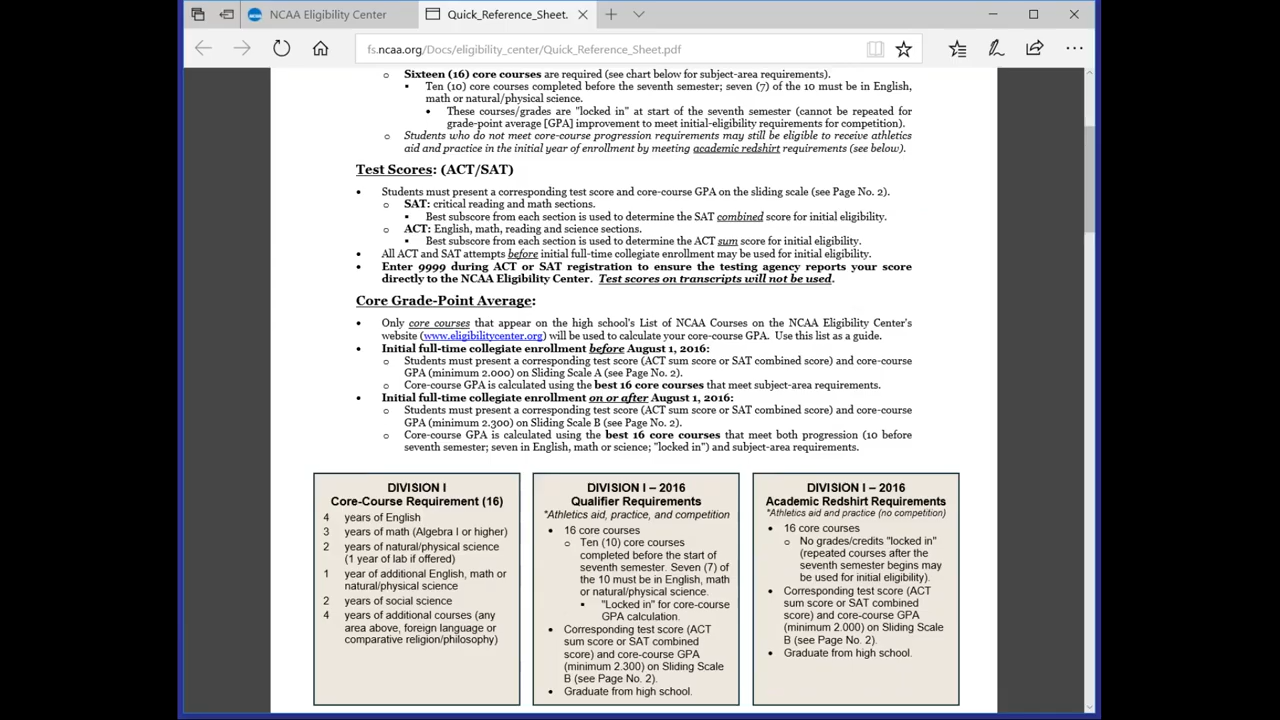 NCAA Eligibility Center
Quick_Reference_Sheet.
fs.ncaa.org/Docs/eligibility_center/Quick_Reference_Sheet.pdf
o Sixteen (16) core courses are required (see chart below for subject-area requirements).
▪ Ten (10) core courses completed before the seventh semester; seven (7) of the 10 must be in English,
math or natural/physical science.
• These courses/grades are "locked in" at start of the seventh semester (cannot be repeated for
grade-point average [GPA] improvement to meet initial-eligibility requirements for competition).
o Students who do not meet core-course progression requirements may still be eligible to receive athletics
aid and practice in the initial year of enrollment by meeting academic redshirt requirements (see below).
Test Scores: (ACT/SAT)
• Students must present a corresponding test score and core-course GPA on the sliding scale (see Page No. 2).
o SAT: critical reading and math sections.
▪ Best subscore from each section is used to determine the SAT combined score for initial eligibility.
o ACT: English, math, reading and science sections.
▪ Best subscore from each section is used to determine the ACT sum score for initial eligibility.
• All ACT and SAT attempts before initial full-time collegiate enrollment may be used for initial eligibility.
• Enter 9999 during ACT or SAT registration to ensure the testing agency reports your score
directly to the NCAA Eligibility Center. Test scores on transcripts will not be used.
Core Grade-Point Average:
• Only core courses that appear on the high school's List of NCAA Courses on the NCAA Eligibility Center's
website (www.eligibilitycenter.org) will be used to calculate your core-course GPA. Use this list as a guide.
• Initial full-time collegiate enrollment before August 1, 2016:
o Students must present a corresponding test score (ACT sum score or SAT combined score) and core-course
GPA (minimum 2.000) on Sliding Scale A (see Page No. 2).
o Core-course GPA is calculated using the best 16 core courses that meet subject-area requirements.
• Initial full-time collegiate enrollment on or after August 1, 2016:
o Students must present a corresponding test score (ACT sum score or SAT combined score) and core-course
GPA (minimum 2.300) on Sliding Scale B (see Page No. 2).
o Core-course GPA is calculated using the best 16 core courses that meet both progression (10 before
seventh semester; seven in English, math or science; "locked in") and subject-area requirements.
DIVISION I
Core-Course Requirement (16)
4 years of English
3 years of math (Algebra I or higher)
2 years of natural/physical science
(1 year of lab if offered)
1 year of additional English, math or
natural/physical science
2 years of social science
4 years of additional courses (any
area above, foreign language or
comparative religion/philosophy)
DIVISION I – 2016
Qualifier Requirements
*Athletics aid, practice, and competition
• 16 core courses
o Ten (10) core courses
completed before the start of
seventh semester. Seven (7) of
the 10 must be in English, math
or natural/physical science.
▪ "Locked in" for core-course
GPA calculation.
• Corresponding test score (ACT
sum score or SAT combined
score) and core-course GPA
(minimum 2.300) on Sliding Scale
B (see Page No. 2).
• Graduate from high school.
DIVISION I – 2016
Academic Redshirt Requirements
*Athletics aid and practice (no competition)
• 16 core courses
o No grades/credits "locked in"
(repeated courses after the
seventh semester begins may
be used for initial eligibility).
• Corresponding test score (ACT
sum score or SAT combined
score) and core-course GPA
(minimum 2.000) on Sliding Scale
B (see Page No. 2).
• Graduate from high school.